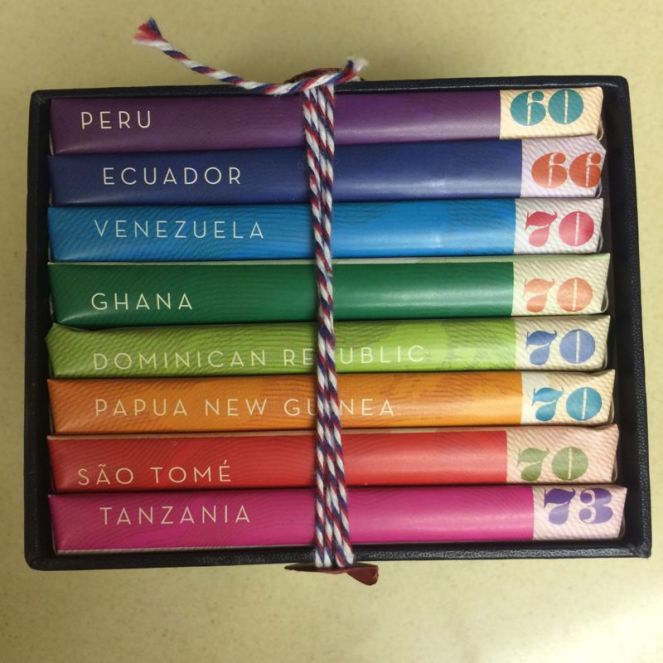 PERU 60
ECUADOR 66
VENEZUELA 70
GHANA 70
DOMINICAN REPUBLIC 70
PAPUA NEW GUINEA 70
SÃO TOMÉ 70
TANZANIA 73